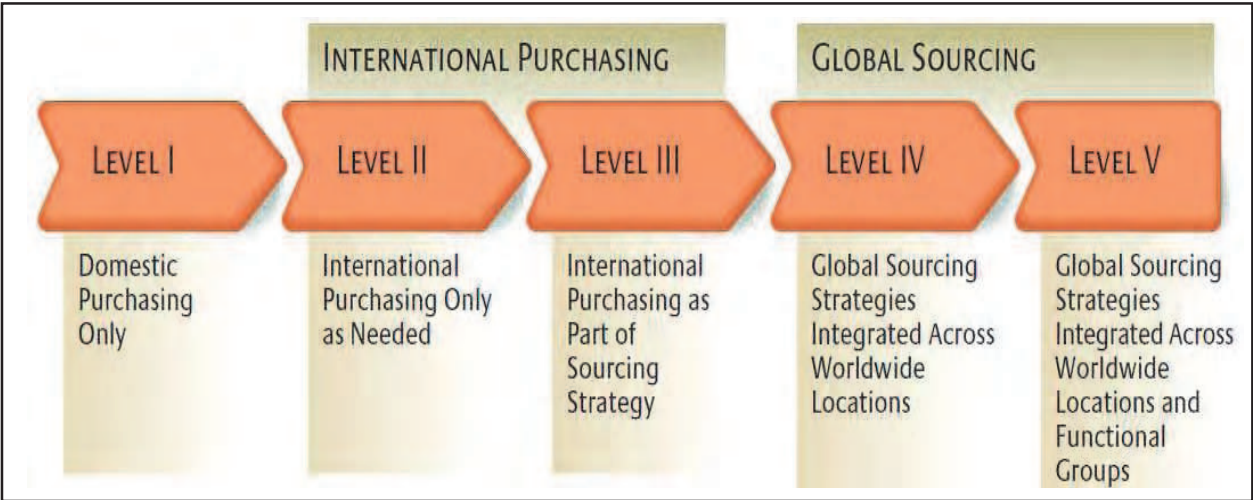 INTERNATIONAL PURCHASING
GLOBAL SOURCING
LEVEL I
LEVEL II
LEVEL III
LEVEL IV
LEVEL V
Domestic
Purchasing
Only
International
Purchasing Only
as Needed
International
Purchasing as
Part of
Sourcing
Strategy
Global Sourcing
Strategies
Integrated Across
Worldwide
Locations
Global Sourcing
Strategies
Integrated Across
Worldwide
Locations and
Functional
Groups